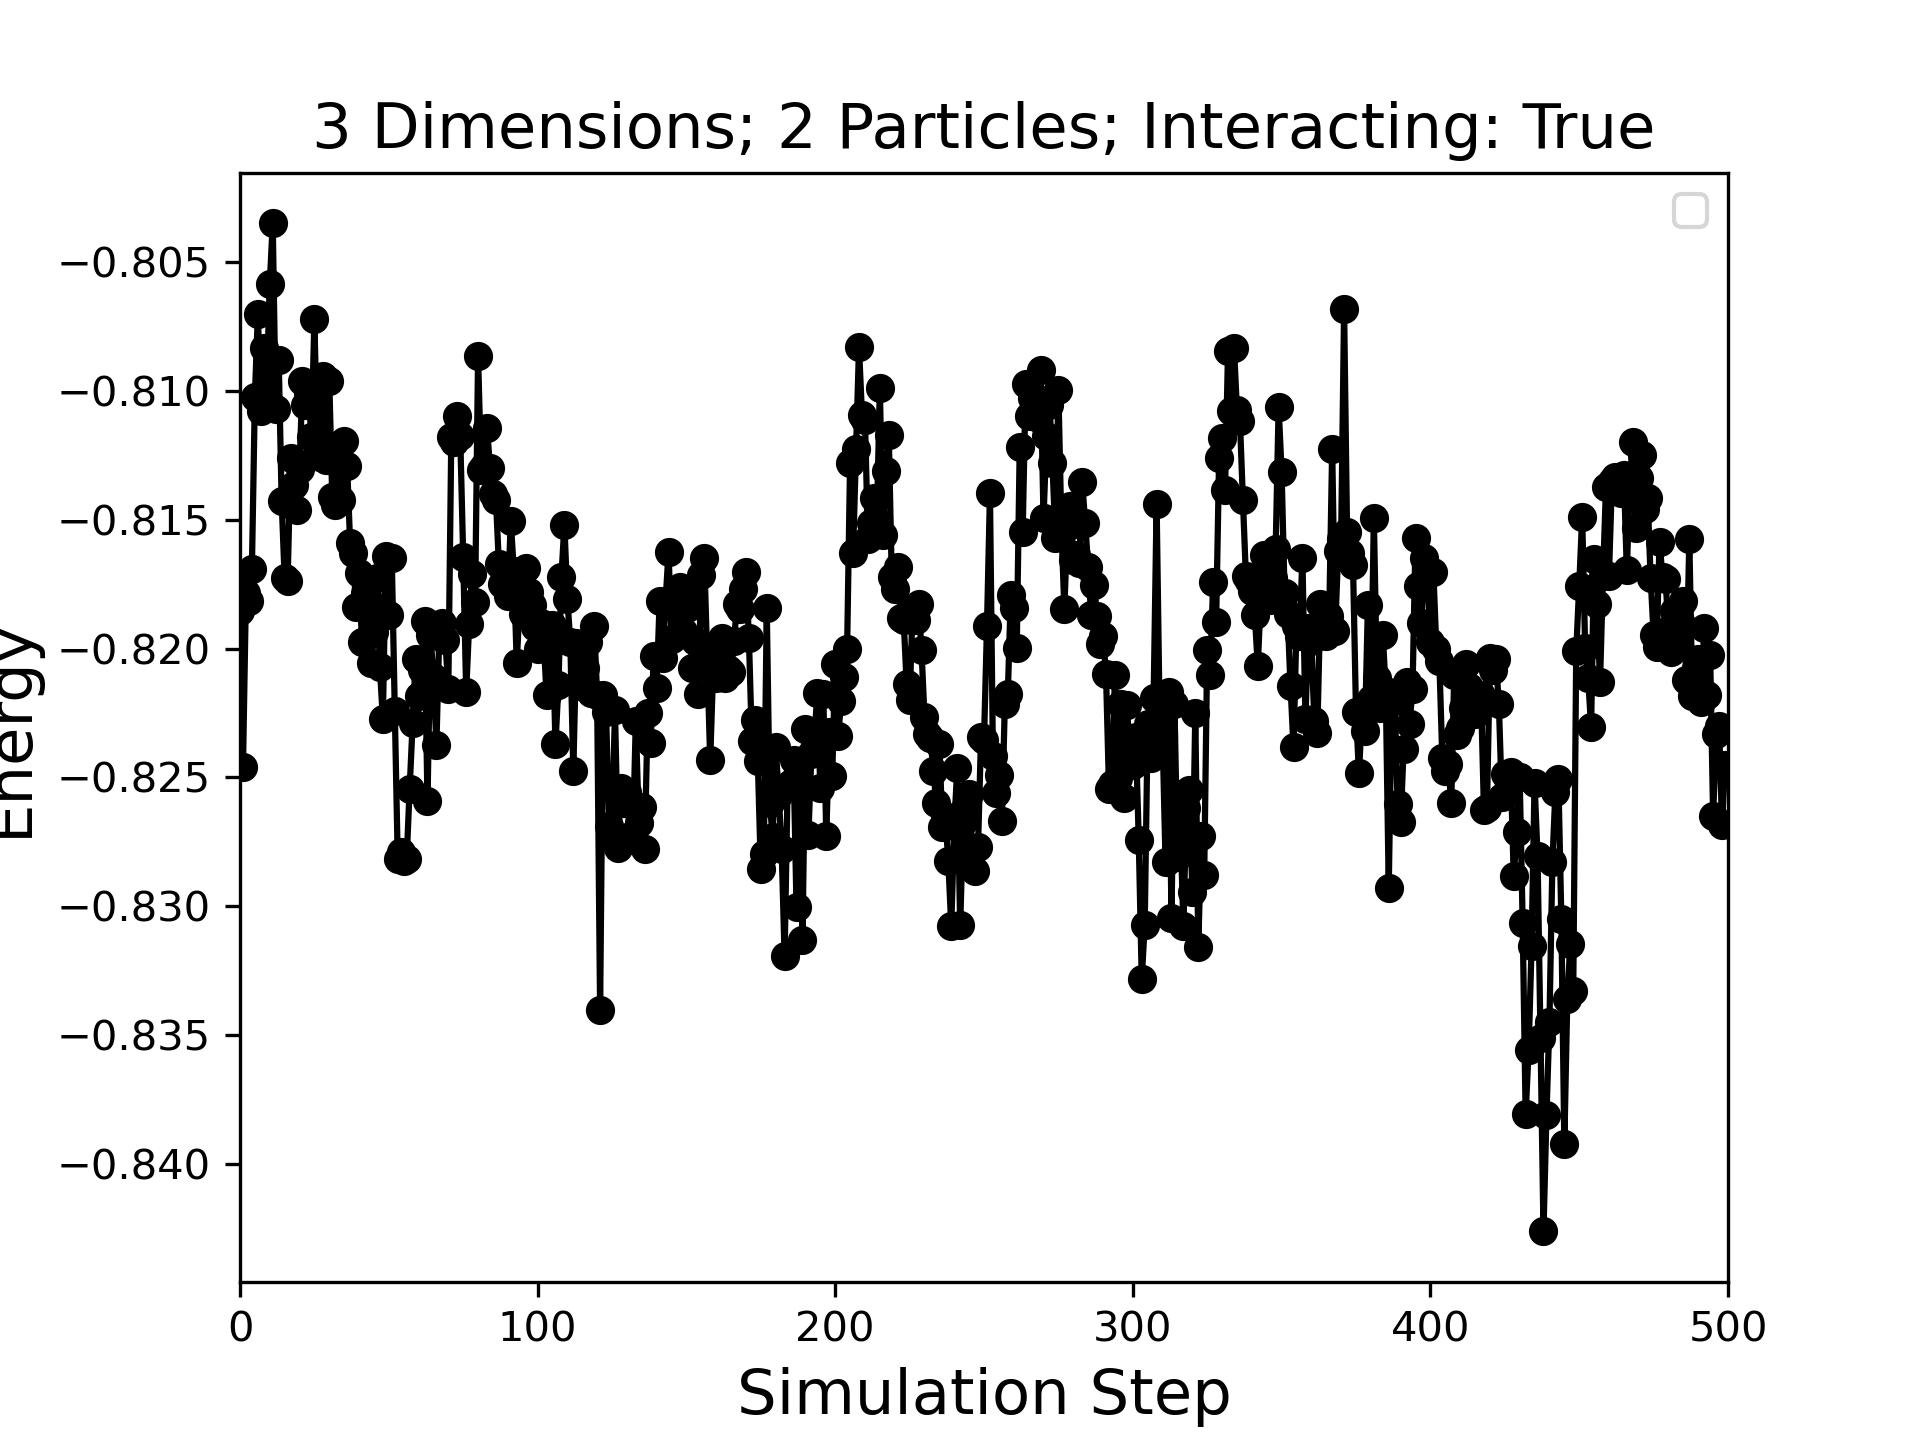 3 Dimensions; 2 Particles; Interacting: True
Energy
−0.805
−0.810
−0.815
−0.820
−0.825
−0.830
−0.835
−0.840
0 100 200 300 400 500
Simulation Step